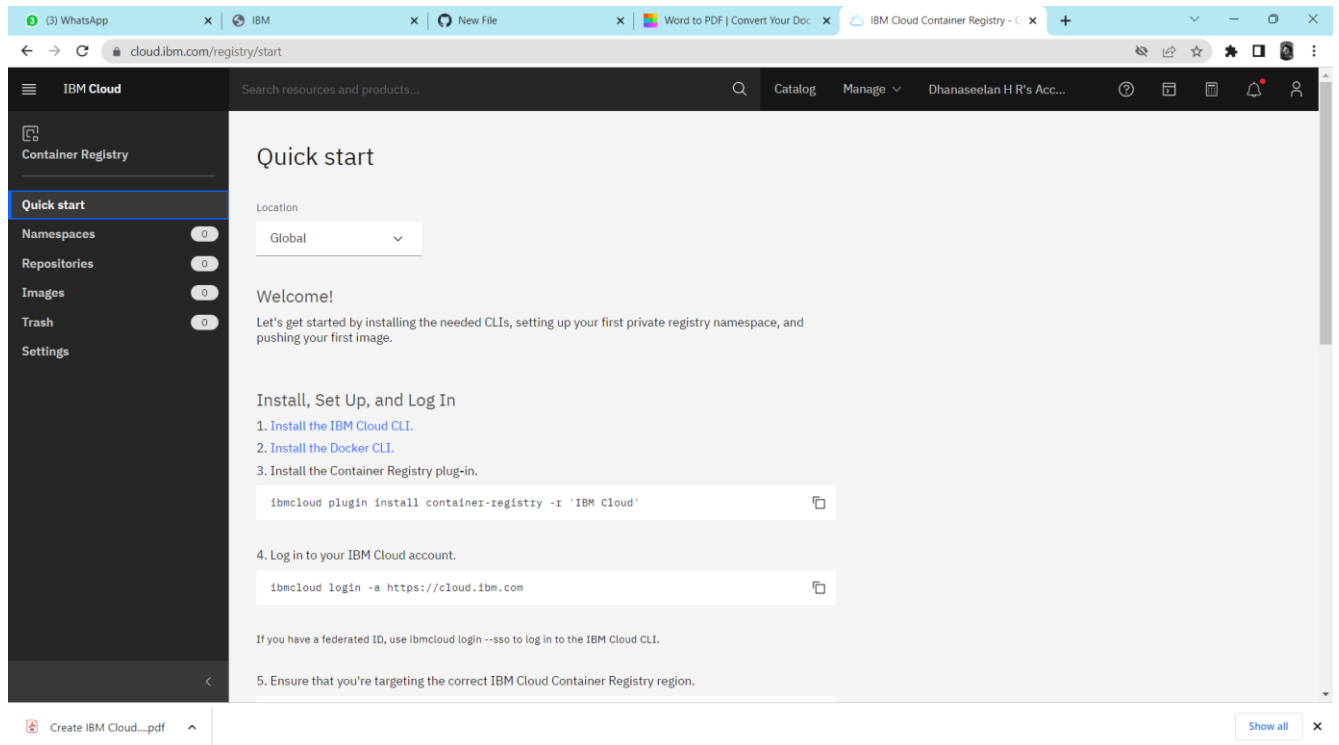 (3) WhatsApp
IBM
New File
Word to PDF | Convert Your Doc
IBM Cloud Container Registry - C
cloud.ibm.com/registry/start
IBM Cloud
Search resources and products...
Catalog
Manage
Dhanaseelan H R's Acc...
Container Registry
Quick start
Namespaces 0
Repositories 0
Images 0
Trash 0
Settings
Quick start
Location
Global
Welcome!
Let's get started by installing the needed CLIs, setting up your first private registry namespace, and
pushing your first image.
Install, Set Up, and Log In
1. Install the IBM Cloud CLI.
2. Install the Docker CLI.
3. Install the Container Registry plug-in.
ibmcloud plugin install container-registry -r 'IBM Cloud'
4. Log in to your IBM Cloud account.
ibmcloud login -a https://cloud.ibm.com
If you have a federated ID, use ibmcloud login --sso to log in to the IBM Cloud CLI.
5. Ensure that you're targeting the correct IBM Cloud Container Registry region.
Create IBM Cloud....pdf
Show all